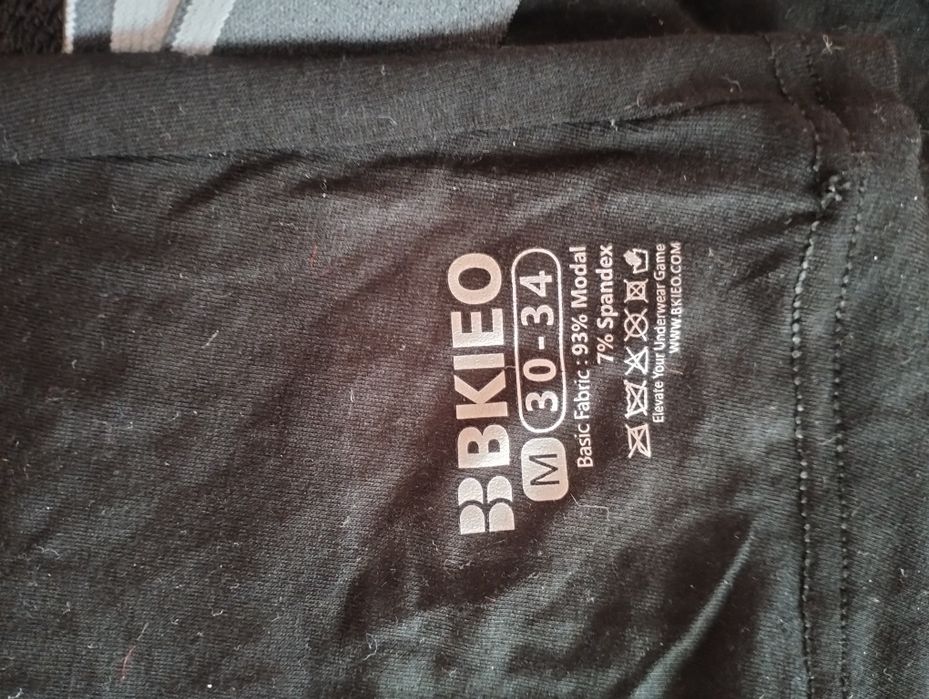 BKIEO
M 30-34
Basic Fabric : 93% Modal
7% Spandex
Elevate Your Underwear Game
WWW.BKIEO.COM